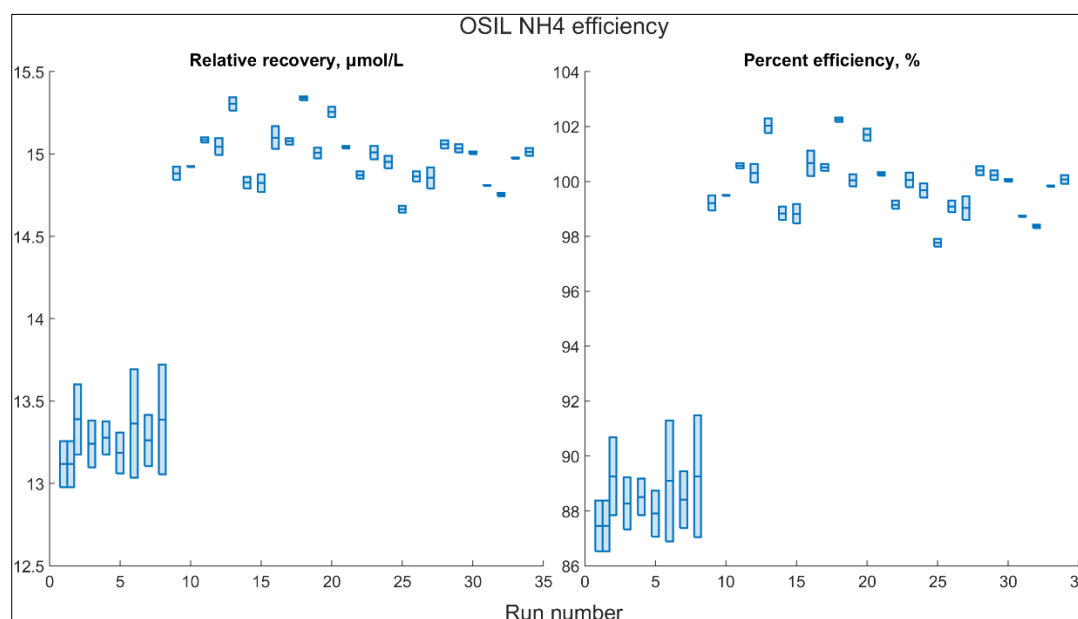 OSIL NH4 efficiency
Relative recovery, µmol/L
15.5
15
14.5
14
13.5
13
12.5
0 5 10 15 20 25 30 35
Percent efficiency, %
104
102
100
98
96
94
92
90
88
86
0 5 10 15 20 25 30 3
Run number